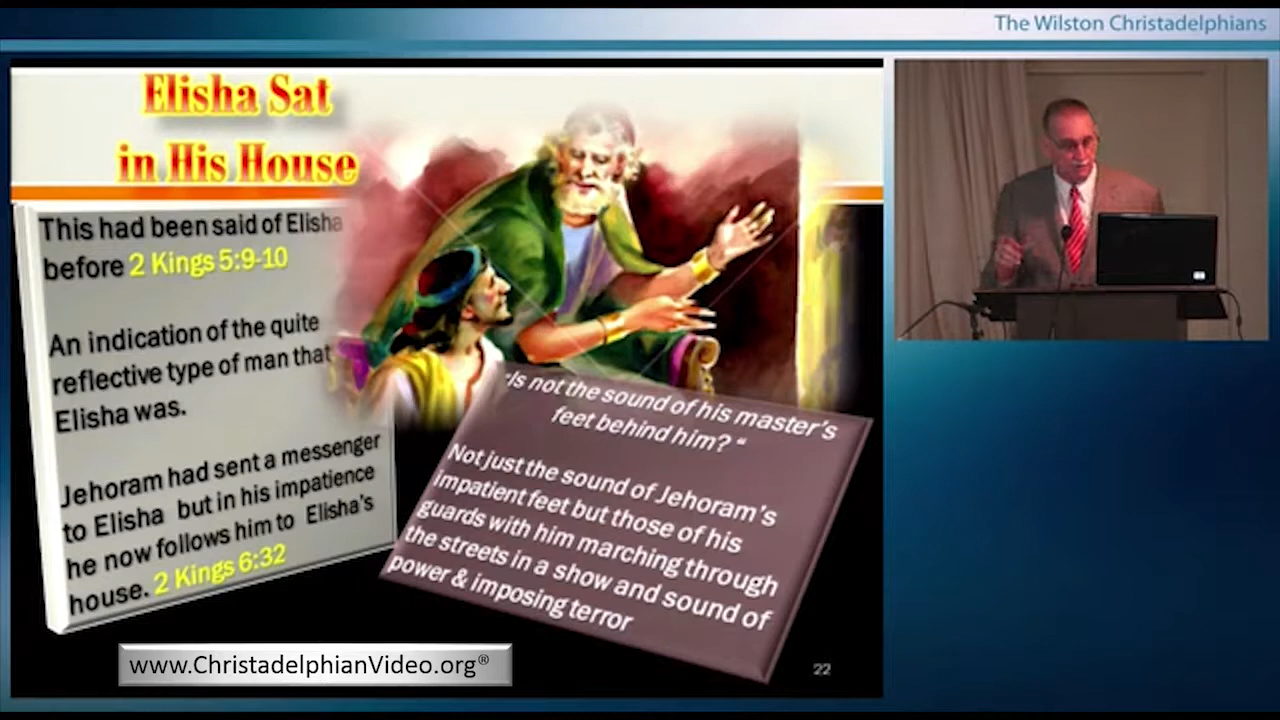 The Wilston Christadelphians
Elisha Sat
in His House
This had been said of Elisha
before 2 Kings 5:9-10
An indication of the quite
reflective type of man that
Elisha was.
Jehoram had sent a messenger
to Elisha but in his impatience
he now follows him to Elisha's
house. 2 Kings 6:32
"Is not the sound of his master's
feet behind him? "
Not just the sound of Jehoram's
impatient feet but those of his
guards with him marching through
the streets in a show and sound of
power & imposing terror
www.ChristadelphianVideo.org®
22